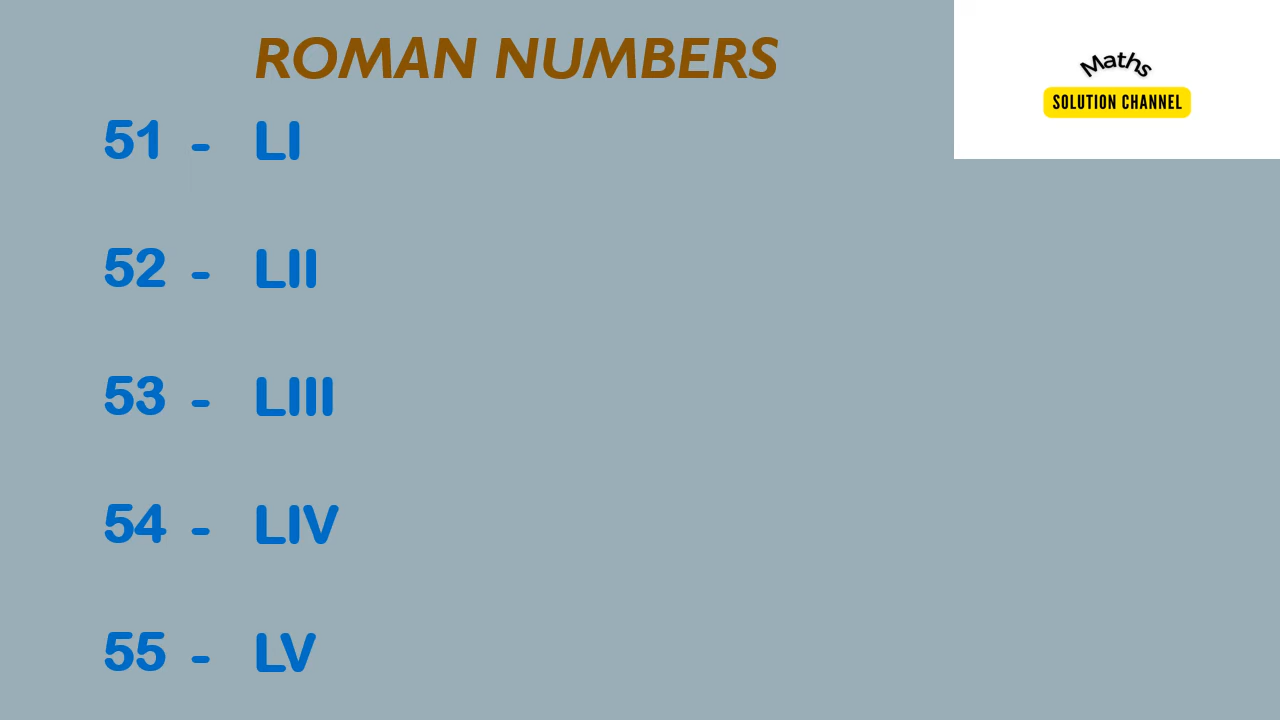 ROMAN NUMBERS
Maths
SOLUTION CHANNEL
51 - LI
52 - LII
53 - LIII
54 - LIV
55 - LV